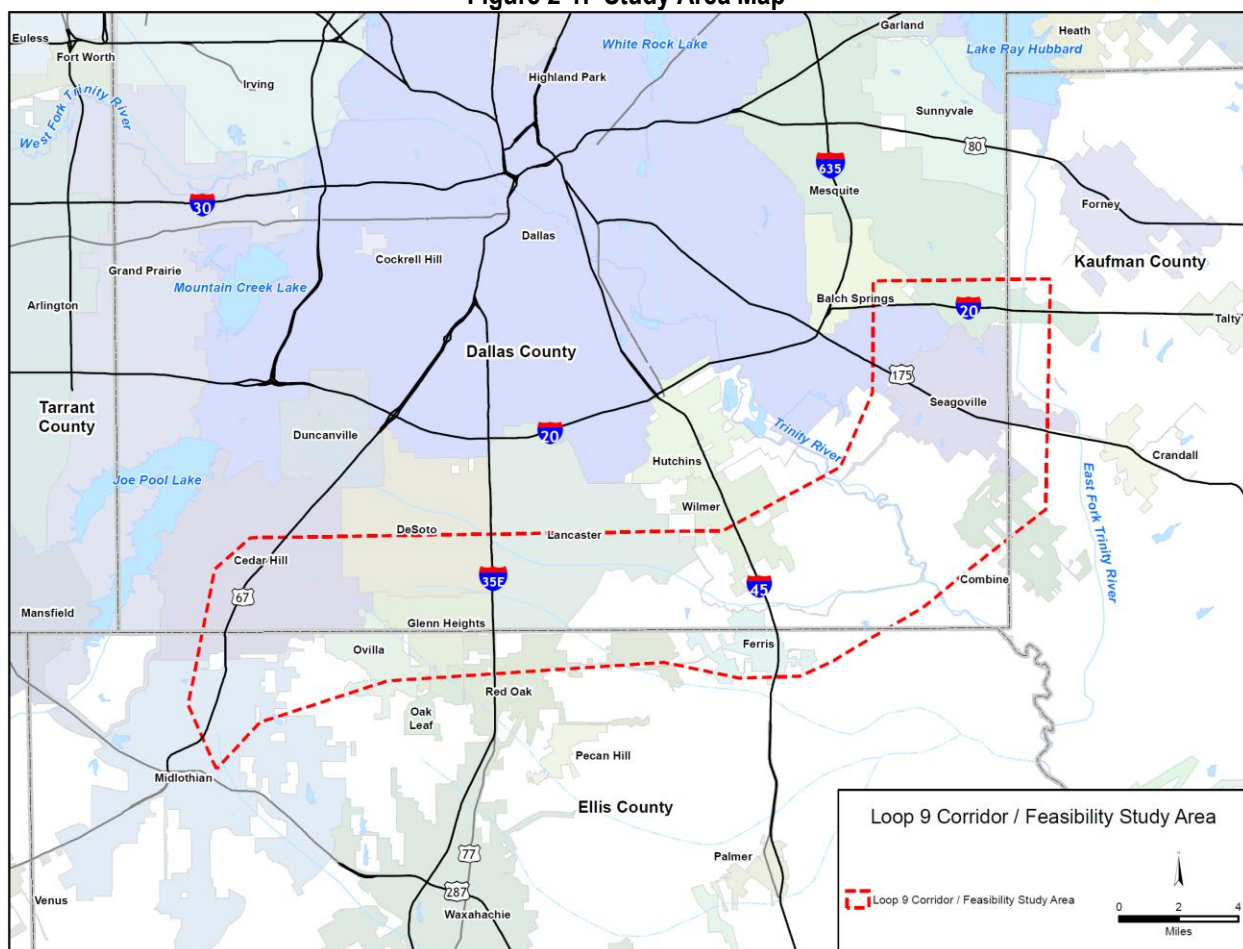 Figure 2-1. Study Area Map
Euless
Fort Worth
Irving
West Fork Trinity River
Highland Park
White Rock Lake
Garland
Lake Ray Hubbard
Heath
Sunnyvale
80
635
Mesquite
Forney
30
Kaufman County
Dallas
Cockrell Hill
Grand Prairie
Mountain Creek Lake
Arlington
Balch Springs
20
Talty
Dallas County
Tarrant
County
175
Seagoville
Duncanville
20
Trinity River
Hutchins
Crandall
Joe Pool Lake
Wilmer
East Fork Trinity River
DeSoto
Lancaster
Cedar Hill
67
35E
45
Combine
Mansfield
Glenn Heights
Ovilla
Ferris
Red Oak
Oak
Leaf
Pecan Hill
Midlothian
Ellis County
77
287
Waxahachie
Palmer
Venus
Loop 9 Corridor / Feasibility Study Area
Loop 9 Corridor / Feasibility Study Area
0 2 4
Miles